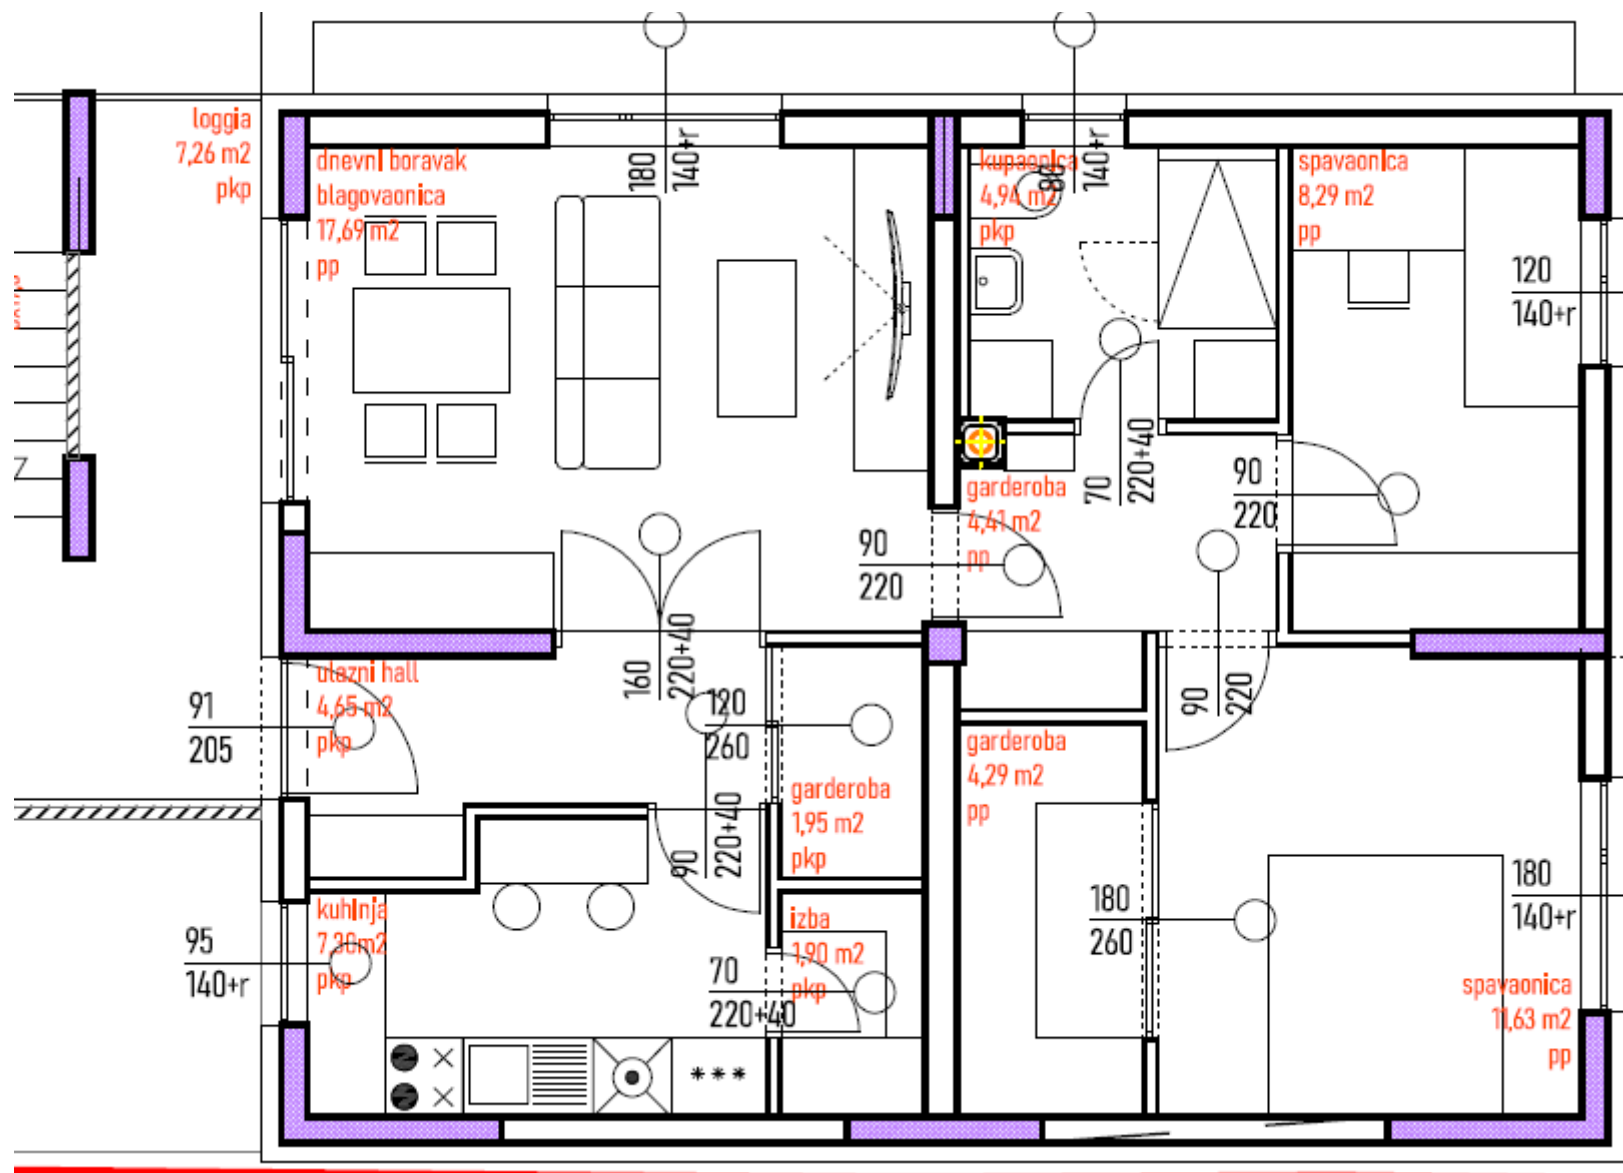 loggia
7,26 m2
pkp
dnevni boravak
blagovaonica
17,69 m2
pp
180
140+r
kupaonica
4,94 m2
pkp
80
140+r
spavaonica
8,29 m2
pp
120
140+r
garderoba
4,41 m2
pp
70
220+40
90
220
90
220
160
220+40
90
220
ulazni hall
4,65 m2
pkp
91
205
120
260
garderoba
1,95 m2
pkp
90
220+40
garderoba
4,29 m2
pp
180
260
180
140+r
kuhinja
7,30m2
pkp
95
140+r
izba
1,90 m2
pkp
70
220+40
spavaonica
11,63 m2
pp
***